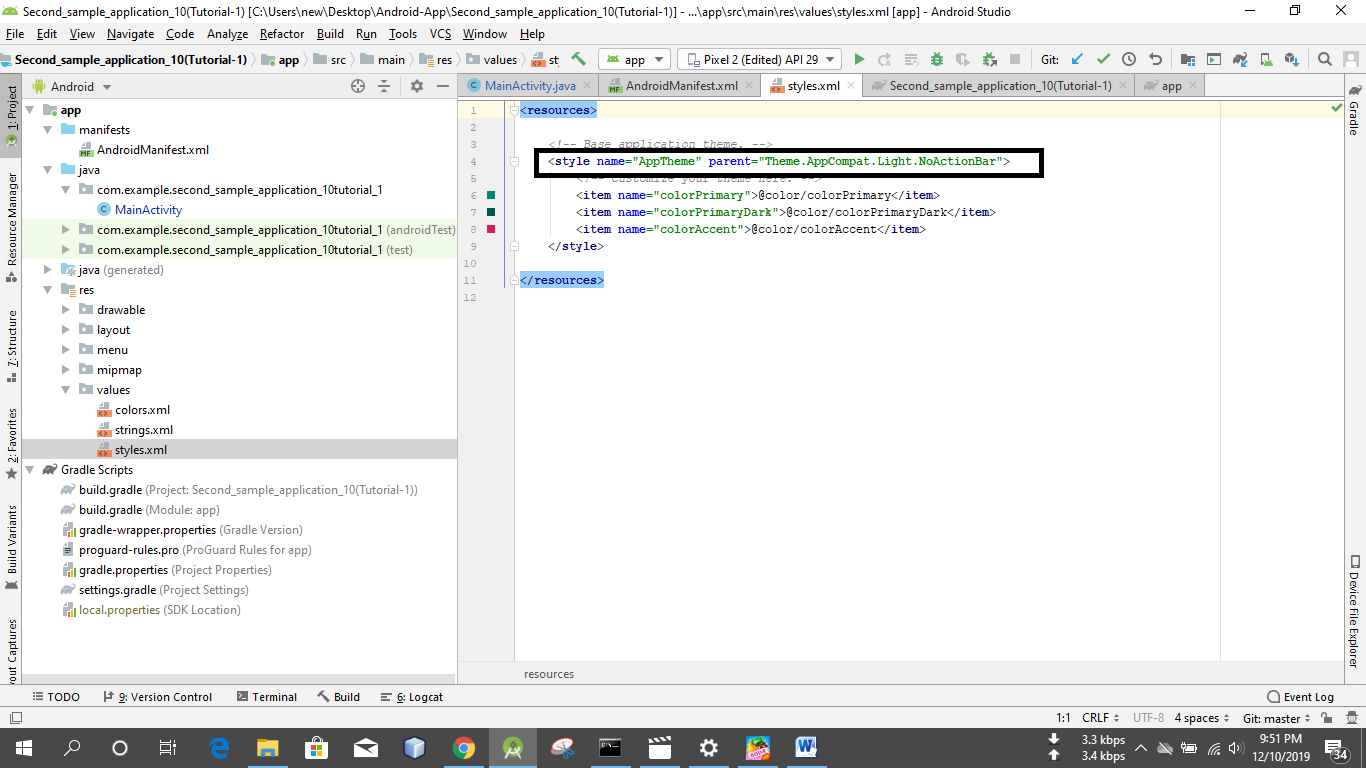 Second_sample_application_10(Tutorial-1) [C:\Users\new\Desktop\Android-App\Second_sample_application_10(Tutorial-1)] - ...\app\src\main\res\values\styles.xml [app] - Android Studio
File Edit View Navigate Code Analyze Refactor Build Run Tools VCS Window Help
Second_sample_application_10(Tutorial-1) app src main res values st app Pixel 2 (Edited) API 29 Git:
1: Project
Resource Manager
7: Structure
2: Favorites
Build Variants
out Captures
Android
app
manifests
AndroidManifest.xml
java
com.example.second_sample_application_10tutorial_1
MainActivity
com.example.second_sample_application_10tutorial_1 (androidTest)
com.example.second_sample_application_10tutorial_1 (test)
java (generated)
res
drawable
layout
menu
mipmap
values
colors.xml
strings.xml
styles.xml
Gradle Scripts
build.gradle (Project: Second_sample_application_10(Tutorial-1))
build.gradle (Module: app)
gradle-wrapper.properties (Gradle Version)
proguard-rules.pro (ProGuard Rules for app)
gradle.properties (Project Properties)
settings.gradle (Project Settings)
local.properties (SDK Location)
MainActivity.java AndroidManifest.xml styles.xml Second_sample_application_10(Tutorial-1) app
1 <resources>
2
3 <!-- Base application theme. -->
4 <style name="AppTheme" parent="Theme.AppCompat.Light.NoActionBar">
5 <!-- Customize your theme here. -->
6 <item name="colorPrimary">@color/colorPrimary</item>
7 <item name="colorPrimaryDark">@color/colorPrimaryDark</item>
8 <item name="colorAccent">@color/colorAccent</item>
9 </style>
10
11 </resources>
12
resources
Gradle
Device File Explorer
TODO 9: Version Control Terminal Build 6: Logcat Event Log
1:1 CRLF UTF-8 4 spaces Git: master
3.3 kbps
3.4 kbps
9:51 PM
12/10/2019
34